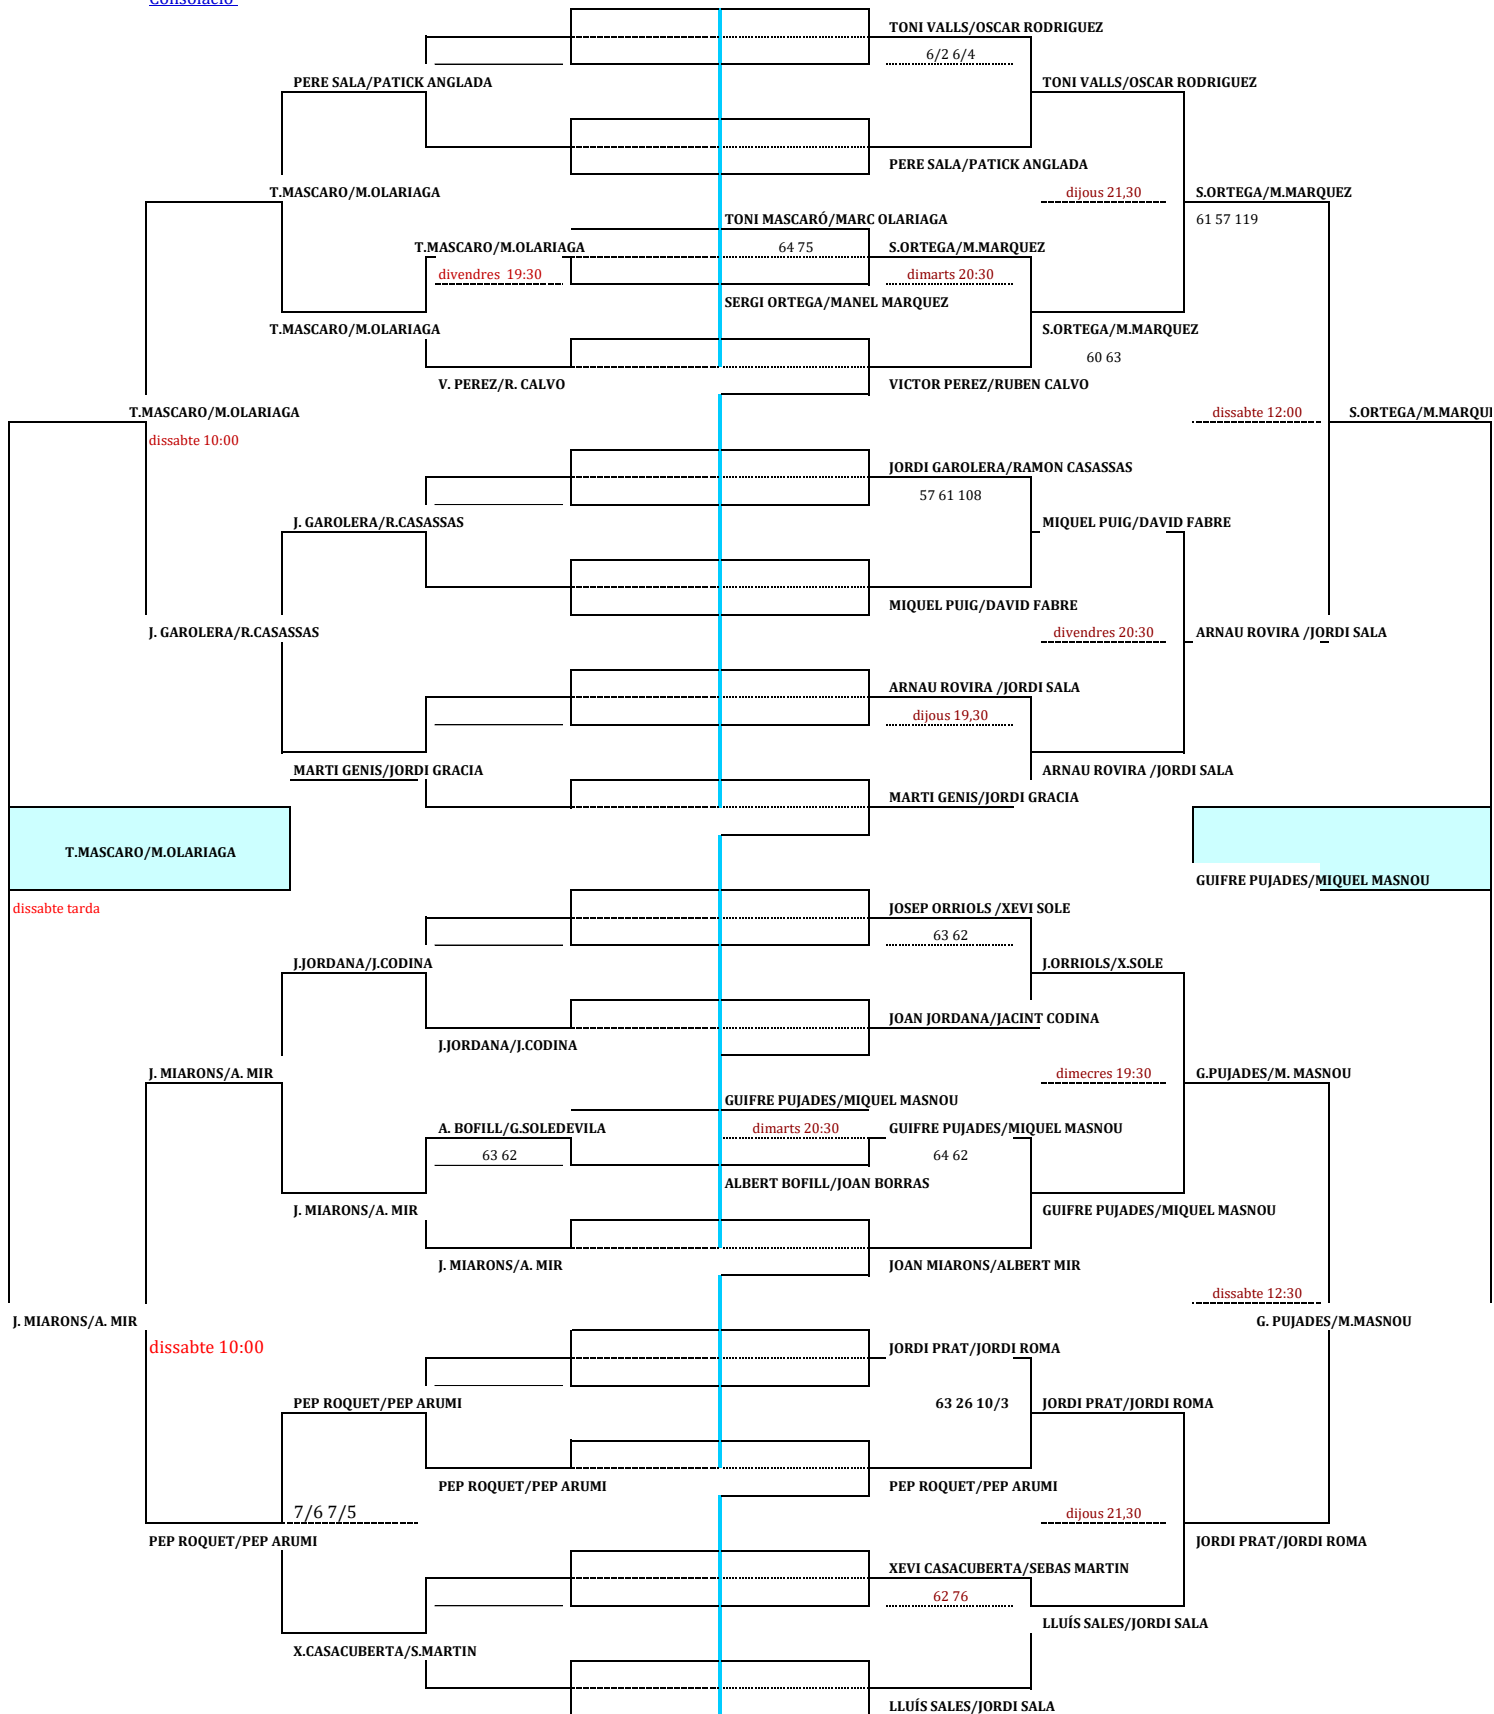 Consolació
TONI VALLS/OSCAR RODRIGUEZ
6/2 6/4
PERE SALA/PATICK ANGLADA
TONI VALLS/OSCAR RODRIGUEZ
PERE SALA/PATICK ANGLADA
T.MASCARO/M.OLARIAGA
dijous 21,30
S.ORTEGA/M.MARQUEZ
TONI MASCARÓ/MARC OLARIAGA
61 57 119
T.MASCARO/M.OLARIAGA
64 75
S.ORTEGA/M.MARQUEZ
divendres 19:30
dimarts 20:30
SERGI ORTEGA/MANEL MARQUEZ
T.MASCARO/M.OLARIAGA
S.ORTEGA/M.MARQUEZ
60 63
V. PEREZ/R. CALVO
VICTOR PEREZ/RUBEN CALVO
T.MASCARO/M.OLARIAGA
dissabte 12:00
S.ORTEGA/M.MARQUE
dissabte 10:00
JORDI GAROLERA/RAMON CASASSAS
57 61 108
J. GAROLERA/R.CASASSAS
MIQUEL PUIG/DAVID FABRE
MIQUEL PUIG/DAVID FABRE
J. GAROLERA/R.CASASSAS
divendres 20:30
ARNAU ROVIRA /JORDI SALA
ARNAU ROVIRA /JORDI SALA
dijous 19,30
MARTI GENIS/JORDI GRACIA
ARNAU ROVIRA /JORDI SALA
MARTI GENIS/JORDI GRACIA
T.MASCARO/M.OLARIAGA
GUIFRE PUJADES/MIQUEL MASNOU
dissabte tarda
JOSEP ORRIOLS /XEVI SOLE
63 62
J.JORDANA/J.CODINA
J.ORRIOLS/X.SOLE
JOAN JORDANA/JACINT CODINA
J.JORDANA/J.CODINA
J. MIARONS/A. MIR
dimecres 19:30
G.PUJADES/M. MASNOU
GUIFRE PUJADES/MIQUEL MASNOU
A. BOFILL/G.SOLEDEVILA
dimarts 20:30
GUIFRE PUJADES/MIQUEL MASNOU
63 62
64 62
ALBERT BOFILL/JOAN BORRAS
J. MIARONS/A. MIR
GUIFRE PUJADES/MIQUEL MASNOU
J. MIARONS/A. MIR
JOAN MIARONS/ALBERT MIR
dissabte 12:30
J. MIARONS/A. MIR
G. PUJADES/M.MASNOU
dissabte 10:00
JORDI PRAT/JORDI ROMA
PEP ROQUET/PEP ARUMI
63 26 10/3
JORDI PRAT/JORDI ROMA
PEP ROQUET/PEP ARUMI
PEP ROQUET/PEP ARUMI
7/6 7/5
dijous 21,30
PEP ROQUET/PEP ARUMI
JORDI PRAT/JORDI ROMA
XEVI CASACUBERTA/SEBAS MARTIN
62 76
LLUÍS SALES/JORDI SALA
X.CASACUBERTA/S.MARTIN
LLUÍS SALES/JORDI SALA